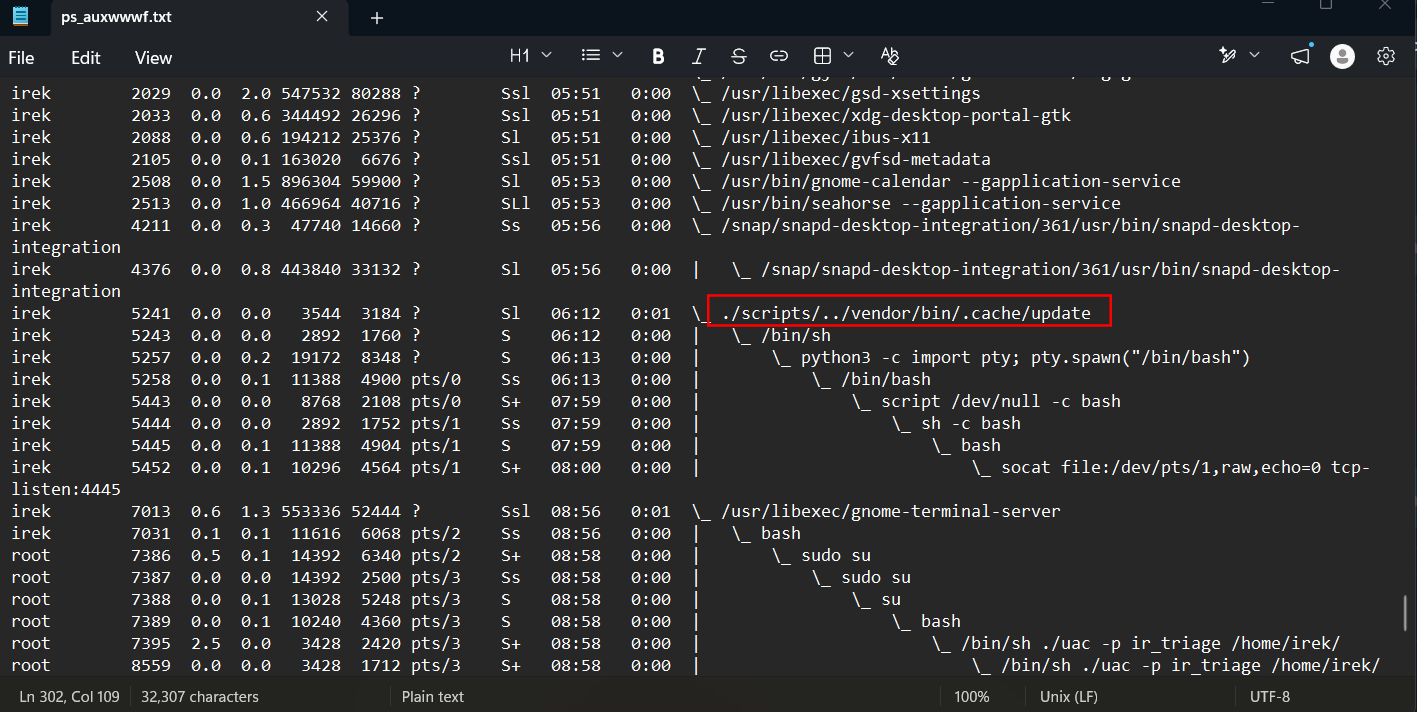 ps_auxwwwf.txt
File Edit View H1
irek 2029 0.0 2.0 547532 80288 ? Ssl 05:51 0:00 \_ /usr/libexec/gsd-xsettings
irek 2033 0.0 0.6 344492 26296 ? Ssl 05:51 0:00 \_ /usr/libexec/xdg-desktop-portal-gtk
irek 2088 0.0 0.6 194212 25376 ? Sl 05:51 0:00 \_ /usr/libexec/ibus-x11
irek 2105 0.0 0.1 163020 6676 ? Ssl 05:51 0:00 \_ /usr/libexec/gvfsd-metadata
irek 2508 0.0 1.5 896304 59900 ? Sl 05:53 0:00 \_ /usr/bin/gnome-calendar --gapplication-service
irek 2513 0.0 1.0 466964 40716 ? SLl 05:53 0:00 \_ /usr/bin/seahorse --gapplication-service
irek 4211 0.0 0.3 47740 14660 ? Ss 05:56 0:00 \_ /snap/snapd-desktop-integration/361/usr/bin/snapd-desktop-
integration
irek 4376 0.0 0.8 443840 33132 ? Sl 05:56 0:00 | \_ /snap/snapd-desktop-integration/361/usr/bin/snapd-desktop-
integration
irek 5241 0.0 0.0 3544 3184 ? Sl 06:12 0:01 \_ ./scripts/../vendor/bin/.cache/update
irek 5243 0.0 0.0 2892 1760 ? S 06:12 0:00 | \_ /bin/sh
irek 5257 0.0 0.2 19172 8348 ? S 06:13 0:00 | \_ python3 -c import pty; pty.spawn("/bin/bash")
irek 5258 0.0 0.1 11388 4900 pts/0 Ss 06:13 0:00 | \_ /bin/bash
irek 5443 0.0 0.0 8768 2108 pts/0 S+ 07:59 0:00 | \_ script /dev/null -c bash
irek 5444 0.0 0.0 2892 1752 pts/1 Ss 07:59 0:00 | \_ sh -c bash
irek 5445 0.0 0.1 11388 4904 pts/1 S 07:59 0:00 | \_ bash
irek 5452 0.0 0.1 10296 4564 pts/1 S+ 08:00 0:00 | \_ socat file:/dev/pts/1,raw,echo=0 tcp-
listen:4445
irek 7013 0.6 1.3 553336 52444 ? Ssl 08:56 0:01 \_ /usr/libexec/gnome-terminal-server
irek 7031 0.1 0.1 11616 6068 pts/2 Ss 08:56 0:00 | \_ bash
root 7386 0.5 0.1 14392 6340 pts/2 S+ 08:58 0:00 | \_ sudo su
root 7387 0.0 0.0 14392 2500 pts/3 Ss 08:58 0:00 | \_ sudo su
root 7388 0.0 0.1 13028 5248 pts/3 S 08:58 0:00 | \_ su
root 7389 0.0 0.1 10240 4360 pts/3 S 08:58 0:00 | \_ bash
root 7395 2.5 0.0 3428 2420 pts/3 S+ 08:58 0:00 | \_ /bin/sh ./uac -p ir_triage /home/irek/
root 8559 0.0 0.0 3428 1712 pts/3 S+ 08:58 0:00 | \_ /bin/sh ./uac -p ir_triage /home/irek/
Ln 302, Col 109 32,307 characters Plain text 100% Unix (LF) UTF-8